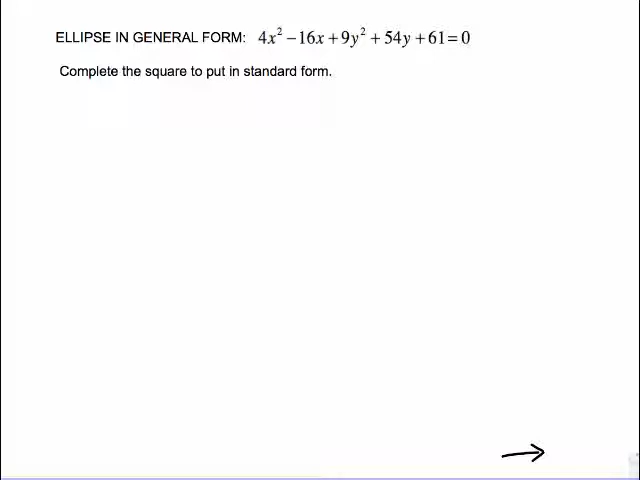 ELLIPSE IN GENERAL FORM: 4x² − 16x + 9y² + 54y + 61 = 0
Complete the square to put in standard form.